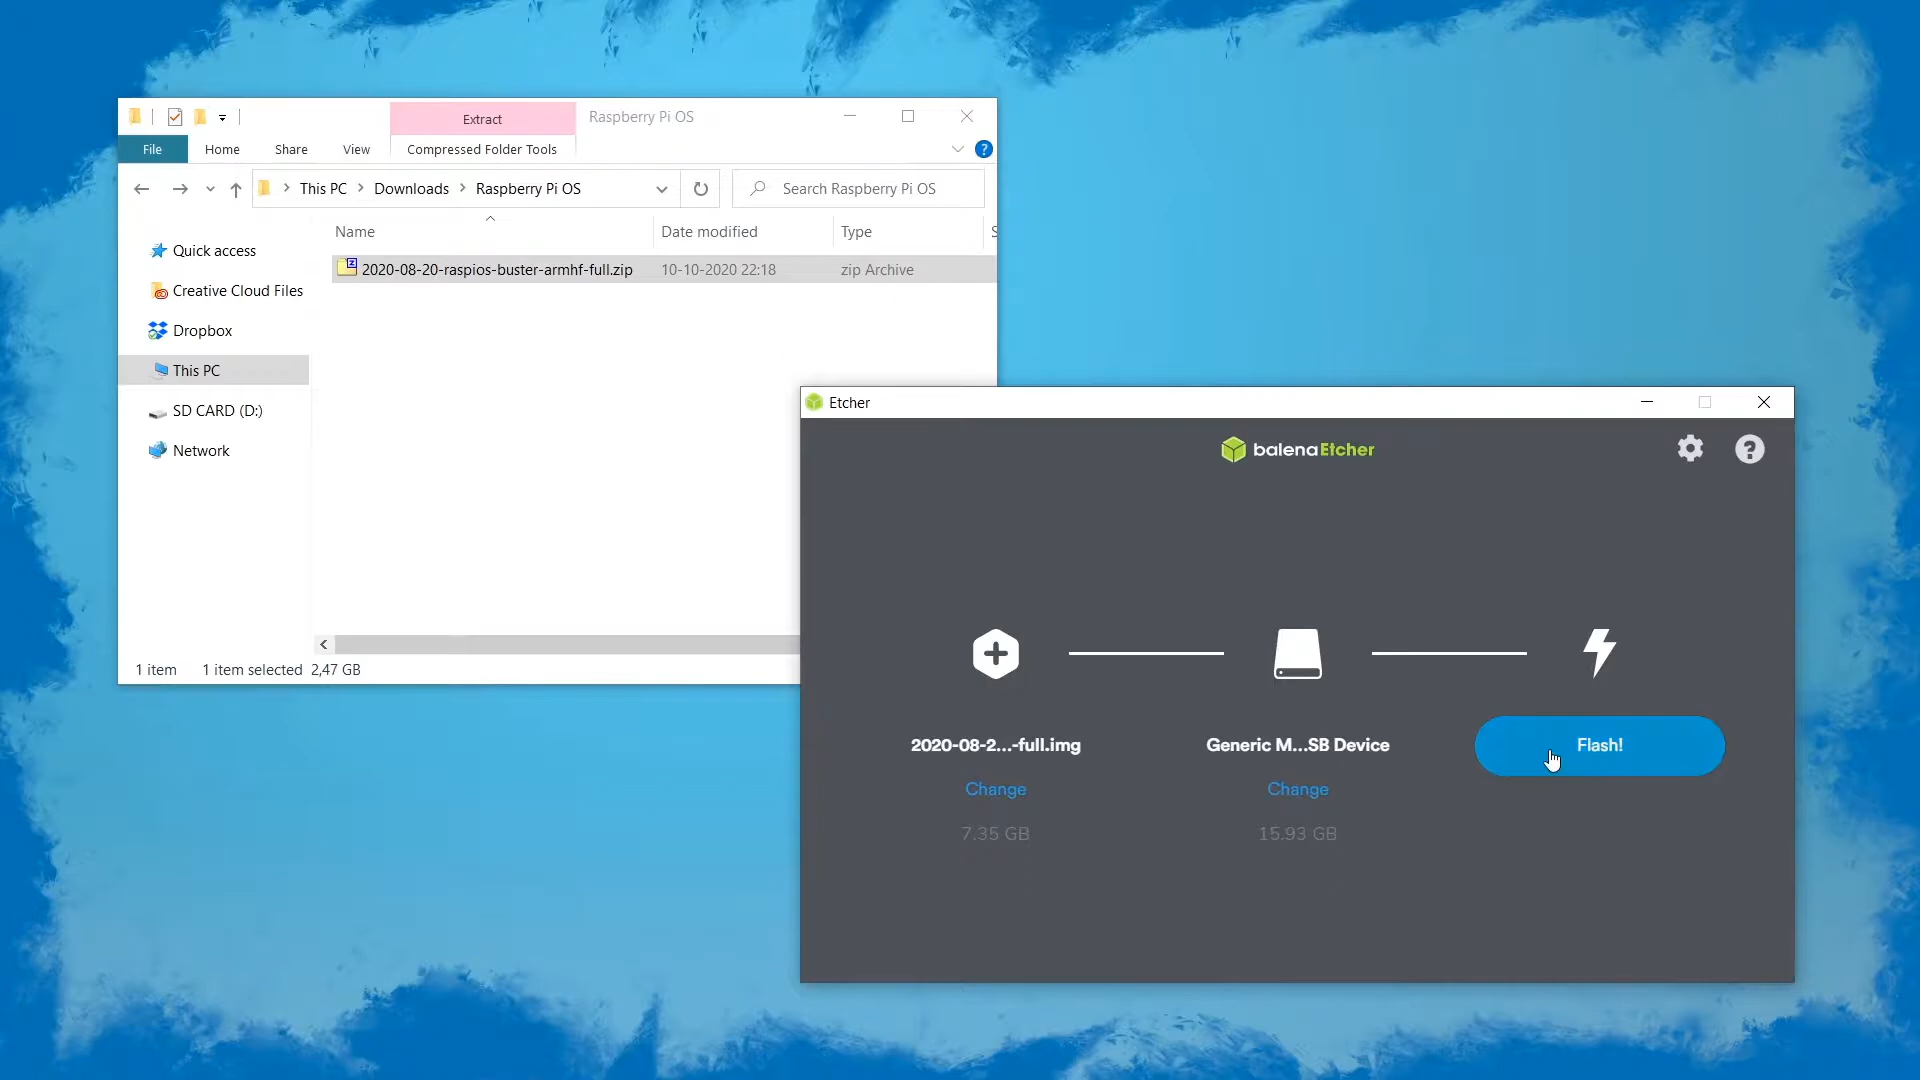 Extract
Raspberry Pi OS
File
Home
Share
View
Compressed Folder Tools
?
This PC
Downloads
Raspberry Pi OS
Search Raspberry Pi OS
Name
Date modified
Type
S
Quick access
Creative Cloud Files
Dropbox
This PC
SD CARD (D:)
Network
2020-08-20-raspios-buster-armhf-full.zip
10-10-2020 22:18
zip Archive
1 item
1 item selected 2,47 GB
Etcher
balenaEtcher
?
2020-08-2...-full.img
Generic M...SB Device
Flash!
Change
Change
7.35 GB
15.93 GB